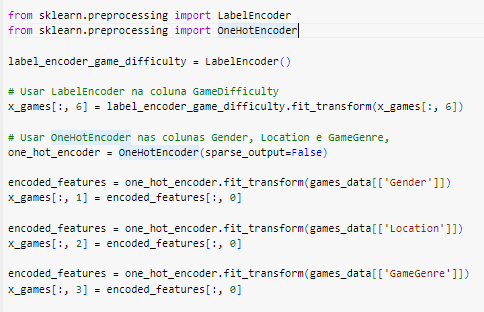 from sklearn.preprocessing import LabelEncoder
from sklearn.preprocessing import OneHotEncoder
label_encoder_game_difficulty = LabelEncoder()
# Usar LabelEncoder na coluna GameDifficulty
x_games[:, 6] = label_encoder_game_difficulty.fit_transform(x_games[:, 6])
# Usar OneHotEncoder nas colunas Gender, Location e GameGenre,
one_hot_encoder = OneHotEncoder(sparse_output=False)
encoded_features = one_hot_encoder.fit_transform(games_data[['Gender']])
x_games[:, 1] = encoded_features[:, 0]
encoded_features = one_hot_encoder.fit_transform(games_data[['Location']])
x_games[:, 2] = encoded_features[:, 0]
encoded_features = one_hot_encoder.fit_transform(games_data[['GameGenre']])
x_games[:, 3] = encoded_features[:, 0]